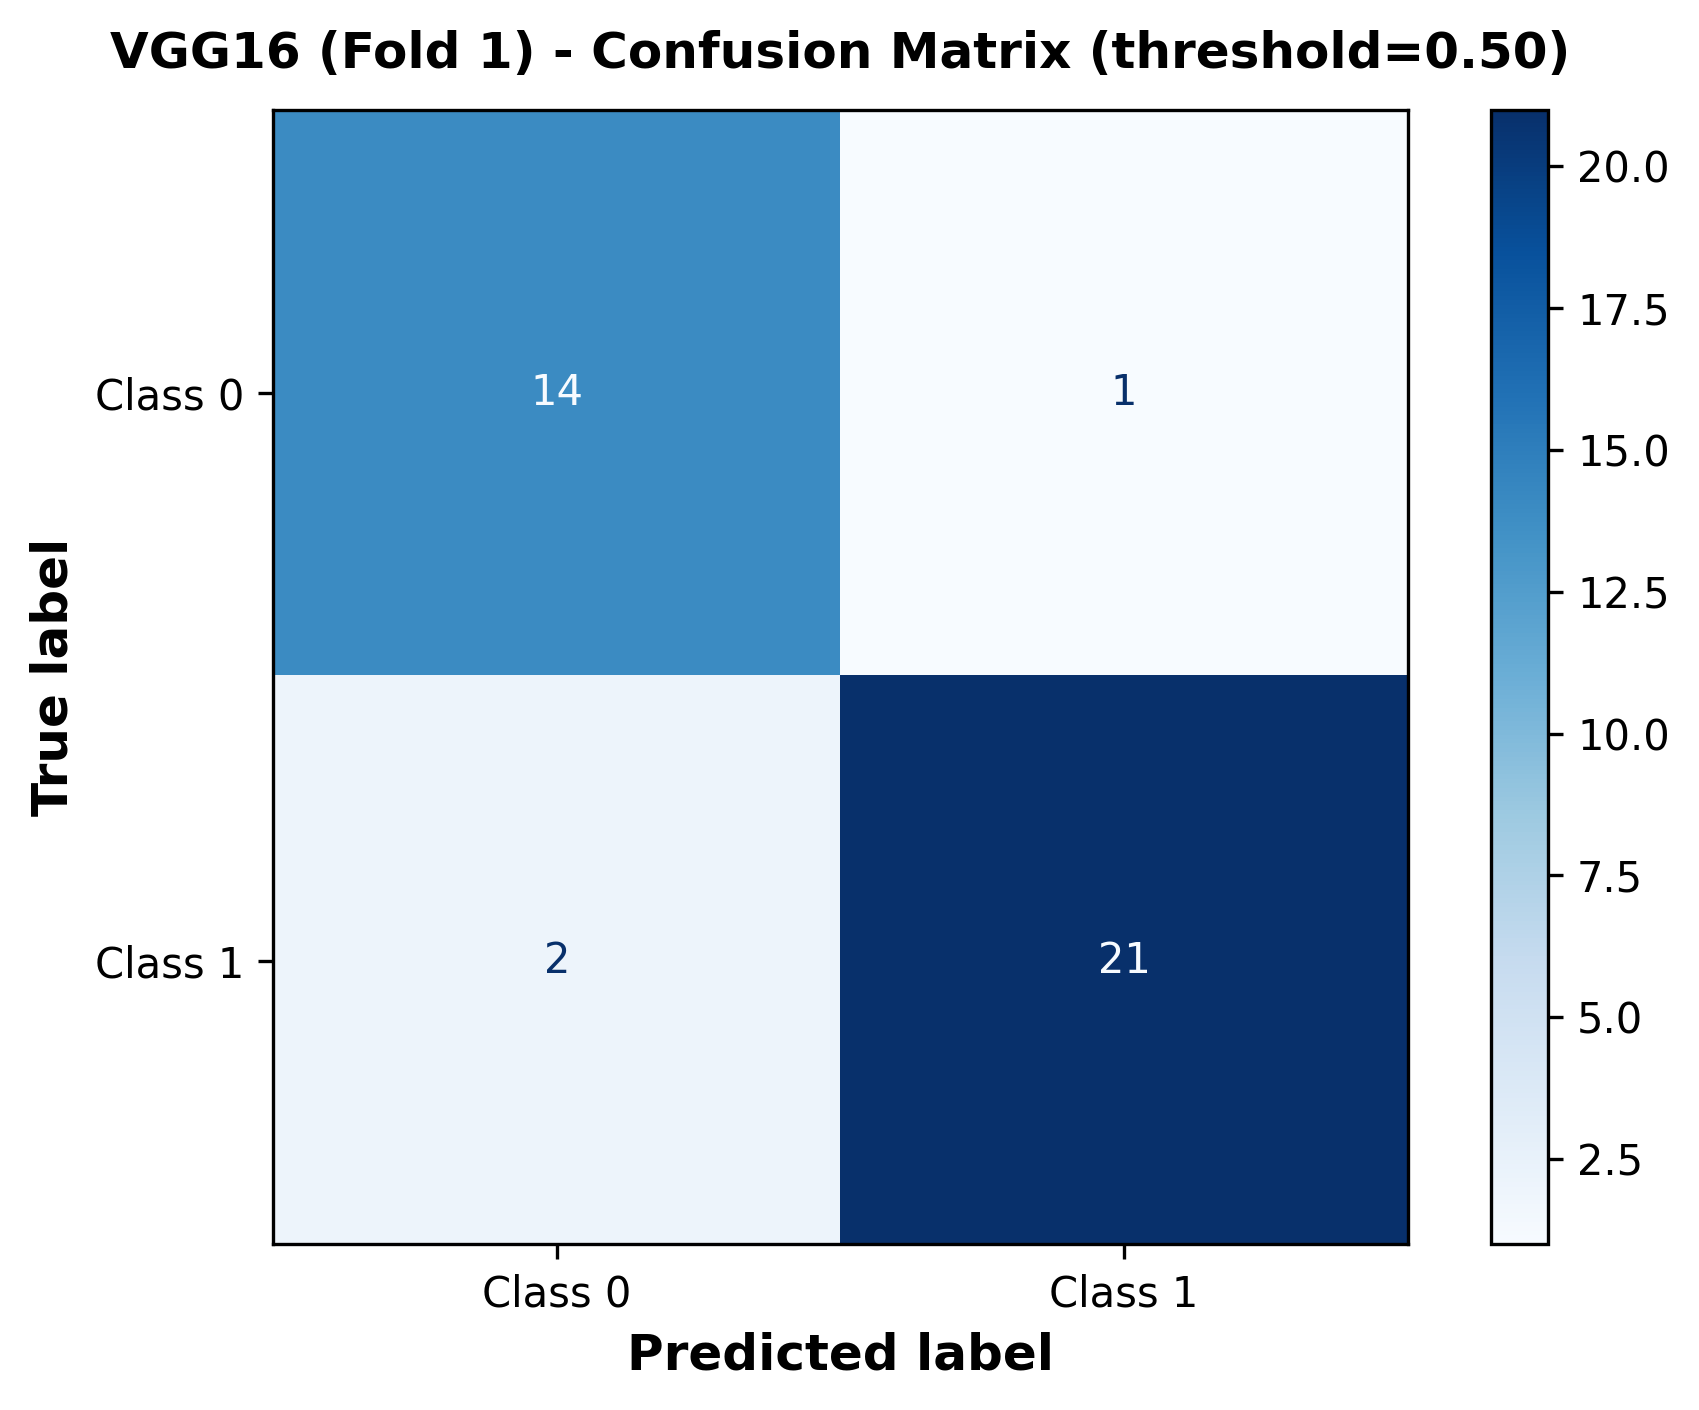 VGG16 (Fold 1) - Confusion Matrix (threshold=0.50)
True label
Class 0
Class 1
14
1
2
21
Class 0
Class 1
Predicted label
20.0
17.5
15.0
12.5
10.0
7.5
5.0
2.5